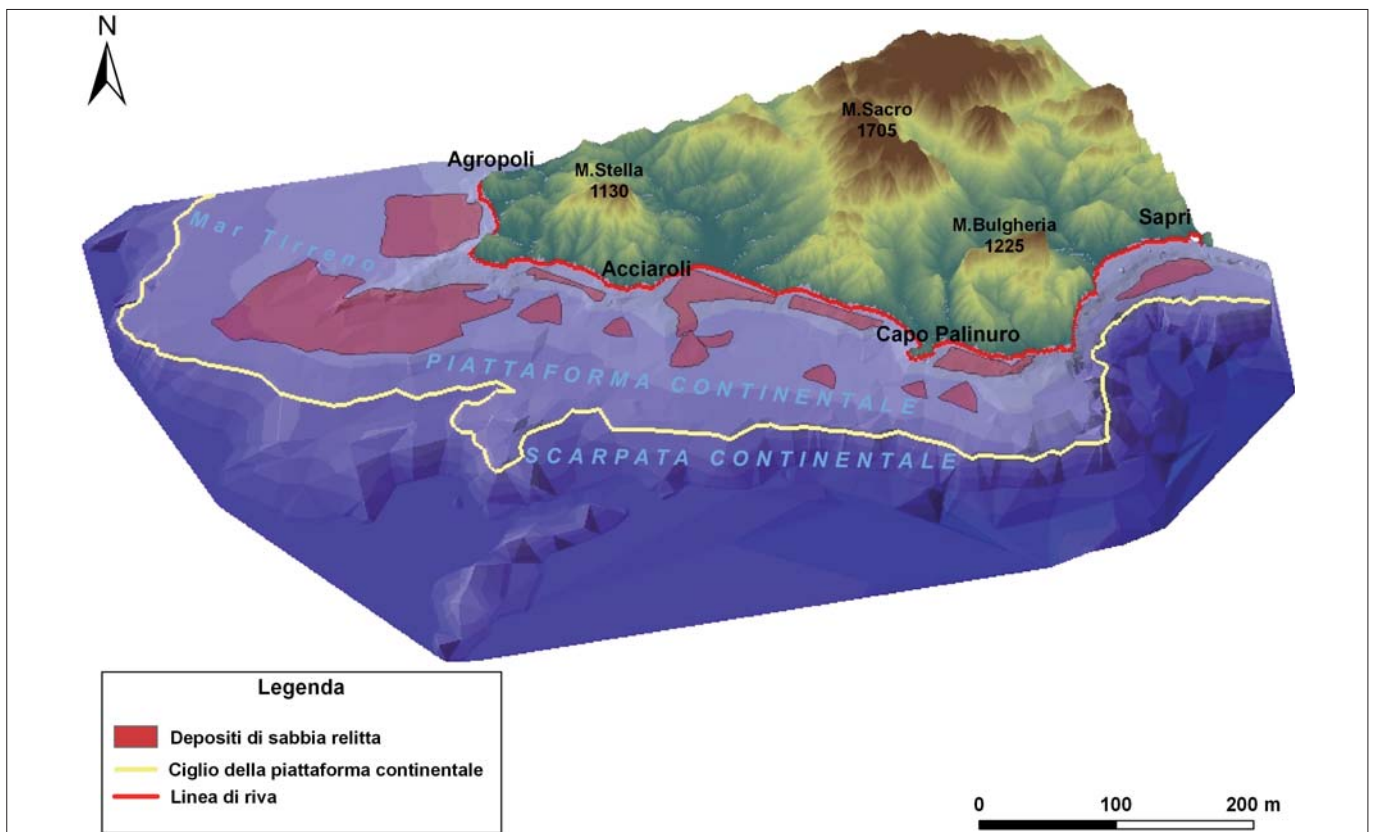 N
M.Sacro
1705
Agropoli
M.Stella
1130
Sapri
M.Bulgheria
1225
Mar Tirreno
Acciaroli
Capo Palinuro
PIATTAFORMA CONTINENTALE
SCARPATA CONTINENTALE
Legenda
Depositi di sabbia relitta
Ciglio della piattaforma continentale
Linea di riva
0 100 200 m